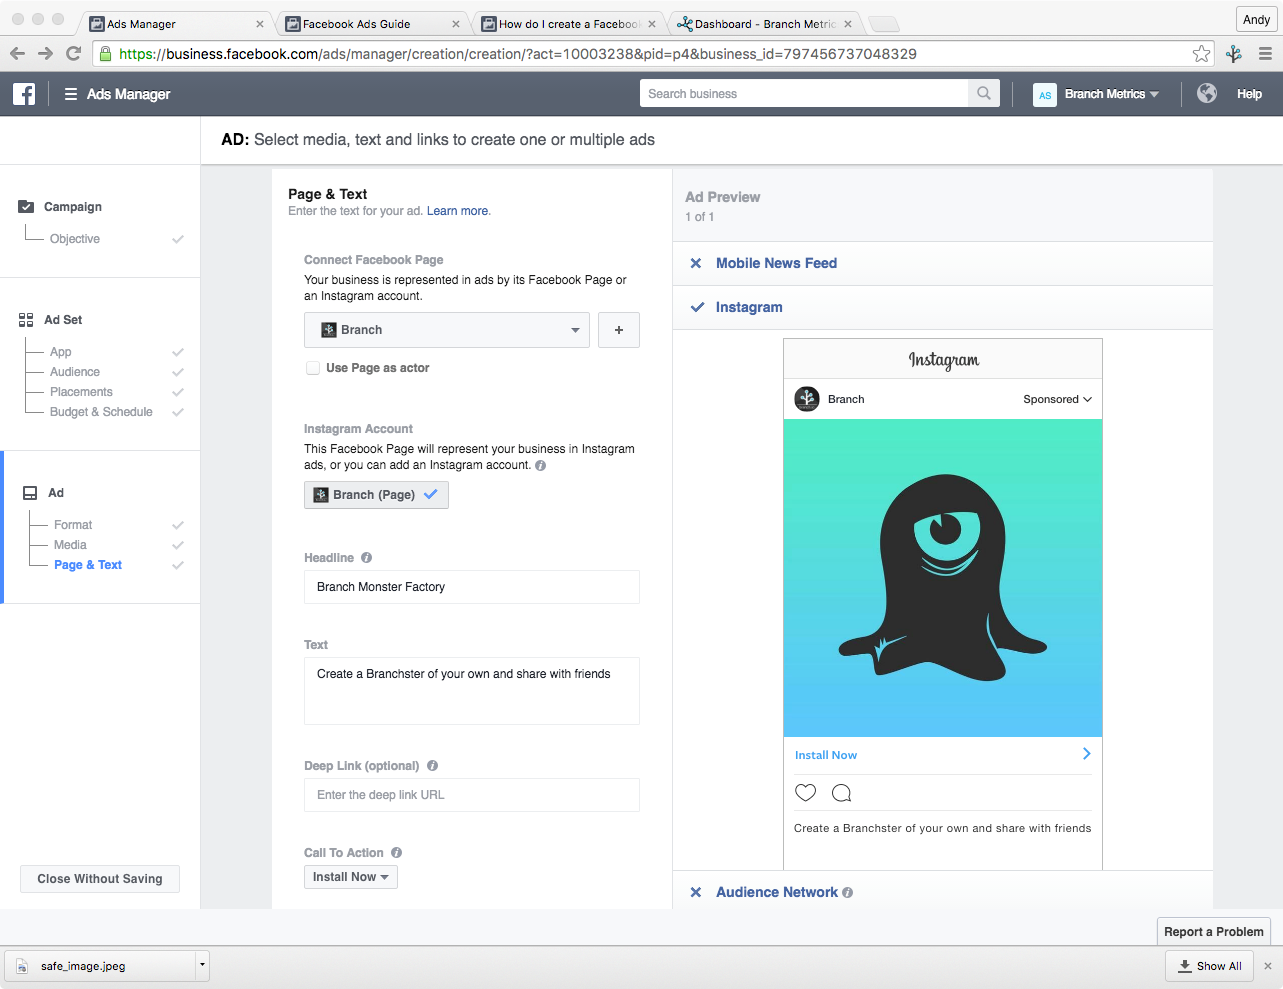 Ads Manager
Facebook Ads Guide
How do I create a Faceboo
Dashboard - Branch Metric
Andy
https://business.facebook.com/ads/manager/creation/creation/?act=10003238&pid=p4&business_id=797456737048329
Ads Manager
Search business
AS
Branch Metrics
Help
AD: Select media, text and links to create one or multiple ads
Campaign
Objective
Ad Set
App
Audience
Placements
Budget & Schedule
Ad
Format
Media
Page & Text
Close Without Saving
Page & Text
Enter the text for your ad. Learn more.
Connect Facebook Page
Your business is represented in ads by its Facebook Page or
an Instagram account.
Branch
+
Use Page as actor
Instagram Account
This Facebook Page will represent your business in Instagram
ads, or you can add an Instagram account.
Branch (Page)
Headline
Branch Monster Factory
Text
Create a Branchster of your own and share with friends
Deep Link (optional)
Enter the deep link URL
Call To Action
Install Now
Ad Preview
1 of 1
Mobile News Feed
Instagram
Instagram
Branch
Sponsored
Install Now
Create a Branchster of your own and share with friends
Audience Network
Report a Problem
safe_image.jpeg
Show All